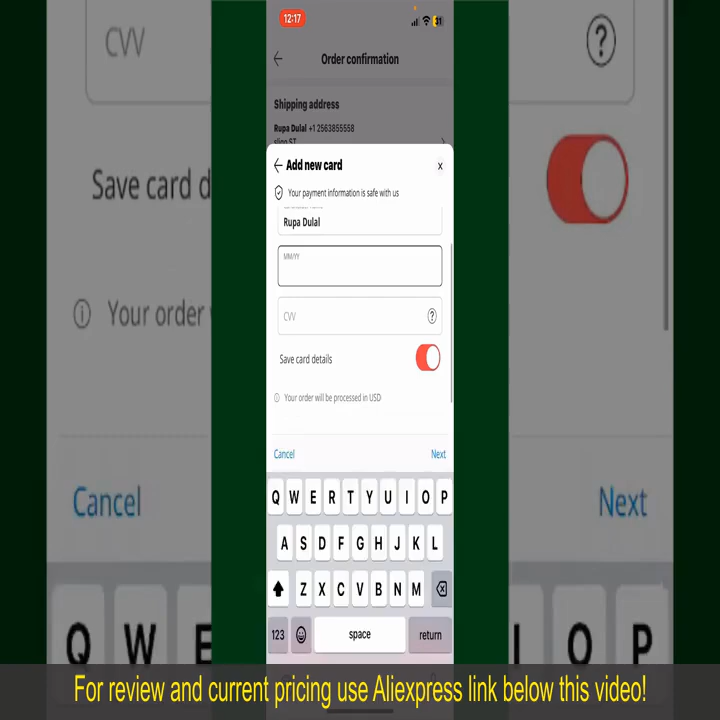 12:17
31
Order confirmation
Shipping address
Rupa Dulal +1 2563855558
sligo ST
Add new card
x
Your payment information is safe with us
Rupa Dulal
MM/YY
CVV
?
Save card details
Your order will be processed in USD
Cancel
Next
Q W E R T Y U I O P
A S D F G H J K L
Z X C V B N M
123
space
return
CVV
?
Save card d
Your order
Cancel
Next
Q W E
O P
For review and current pricing use Aliexpress link below this video!